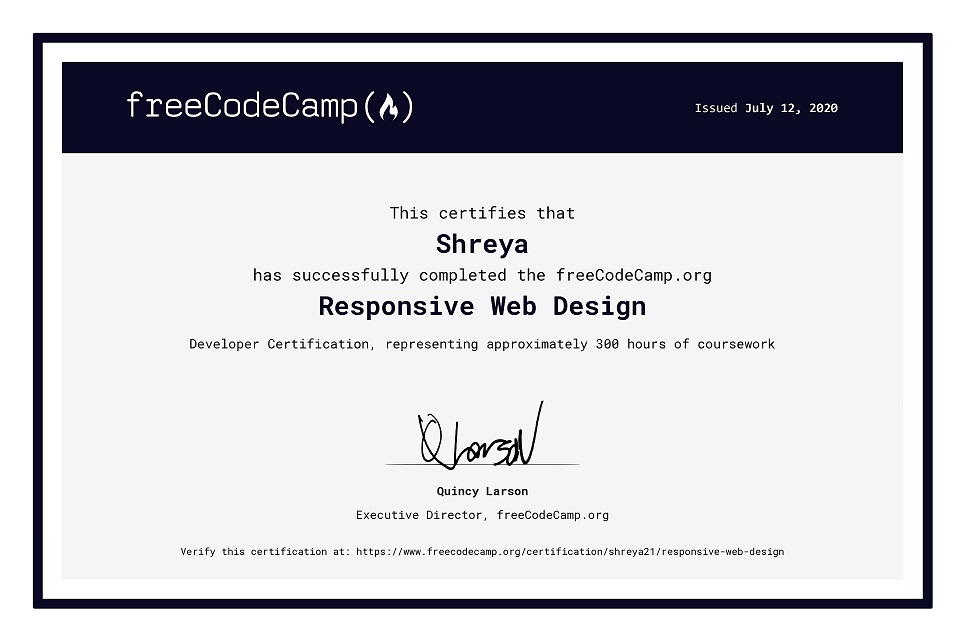 freeCodeCamp(🔥)
Issued July 12, 2020
This certifies that
Shreya
has successfully completed the freeCodeCamp.org
Responsive Web Design
Developer Certification, representing approximately 300 hours of coursework
Q Larson
Quincy Larson
Executive Director, freeCodeCamp.org
Verify this certification at: https://www.freecodecamp.org/certification/shreya21/responsive-web-design